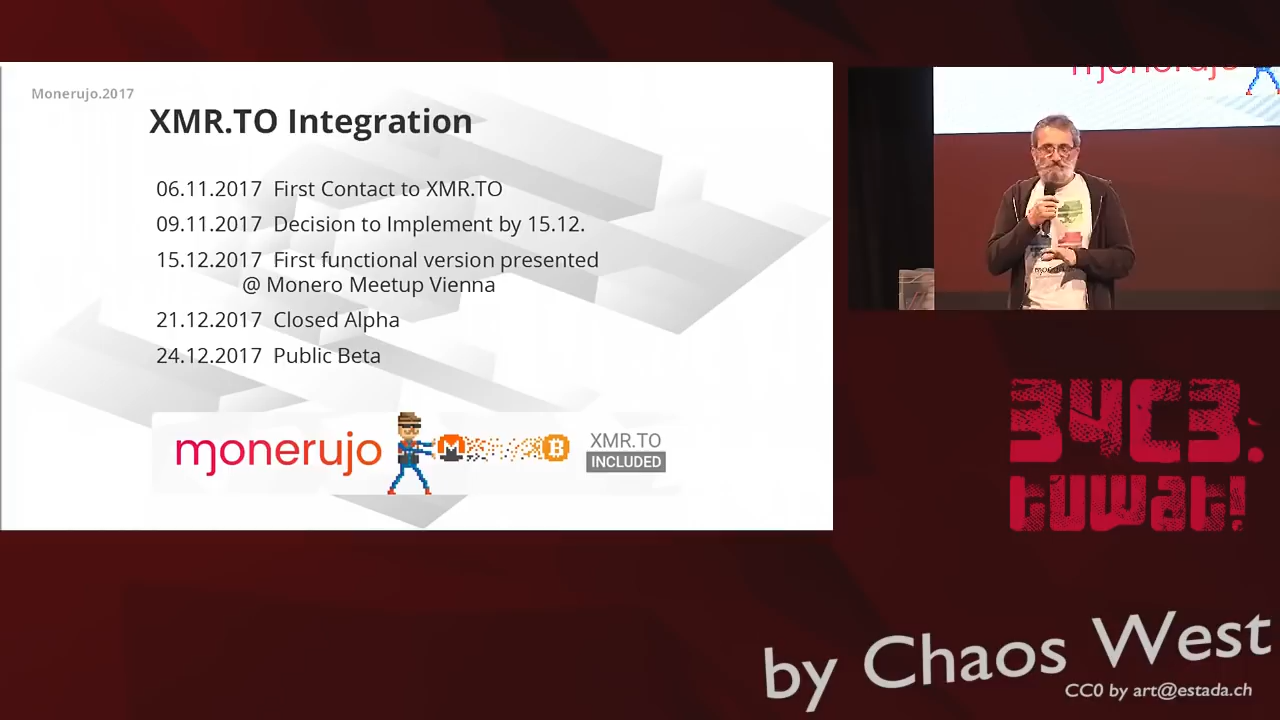 Monerujo.2017
XMR.TO Integration
06.11.2017 First Contact to XMR.TO
09.11.2017 Decision to Implement by 15.12.
15.12.2017 First functional version presented
@ Monero Meetup Vienna
21.12.2017 Closed Alpha
24.12.2017 Public Beta
monerujo
XMR.TO
INCLUDED
monerujo
34C3.
tuwat!
by Chaos West
CC0 by art@estada.ch